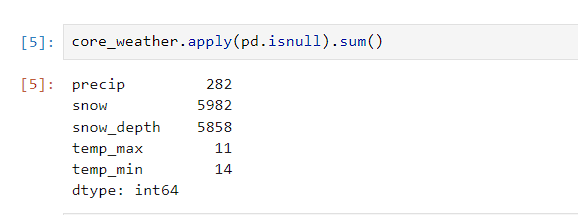 [5]: core_weather.apply(pd.isnull).sum()
[5]: precip 282
snow 5982
snow_depth 5858
temp_max 11
temp_min 14
dtype: int64